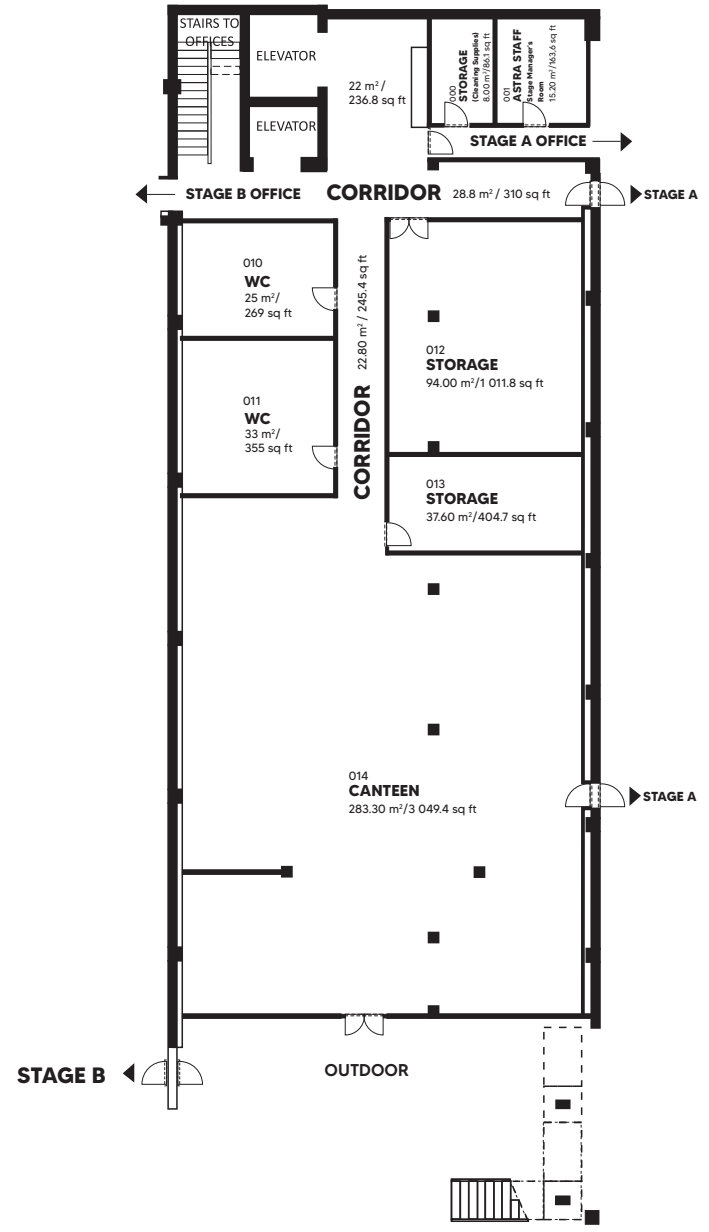 STAIRS TO
OFFICES
ELEVATOR
ELEVATOR
22 m²/
236.8 sq ft
000
STORAGE
(Cleaning Supplies)
8.00 m²/86.1 sq ft
001
ASTRA STAFF
Stage Manager's
Room
15.20 m²/163,6 sq ft
STAGE A OFFICE
STAGE B OFFICE
CORRIDOR 28.8 m² / 310 sq ft
STAGE A
010
WC
25 m²/
269 sq ft
CORRIDOR 22.80 m² / 245.4 sq ft
012
STORAGE
94.00 m²/1 011.8 sq ft
011
WC
33 m²/
355 sq ft
013
STORAGE
37.60 m²/404.7 sq ft
014
CANTEEN
283.30 m²/3 049.4 sq ft
STAGE A
STAGE B
OUTDOOR